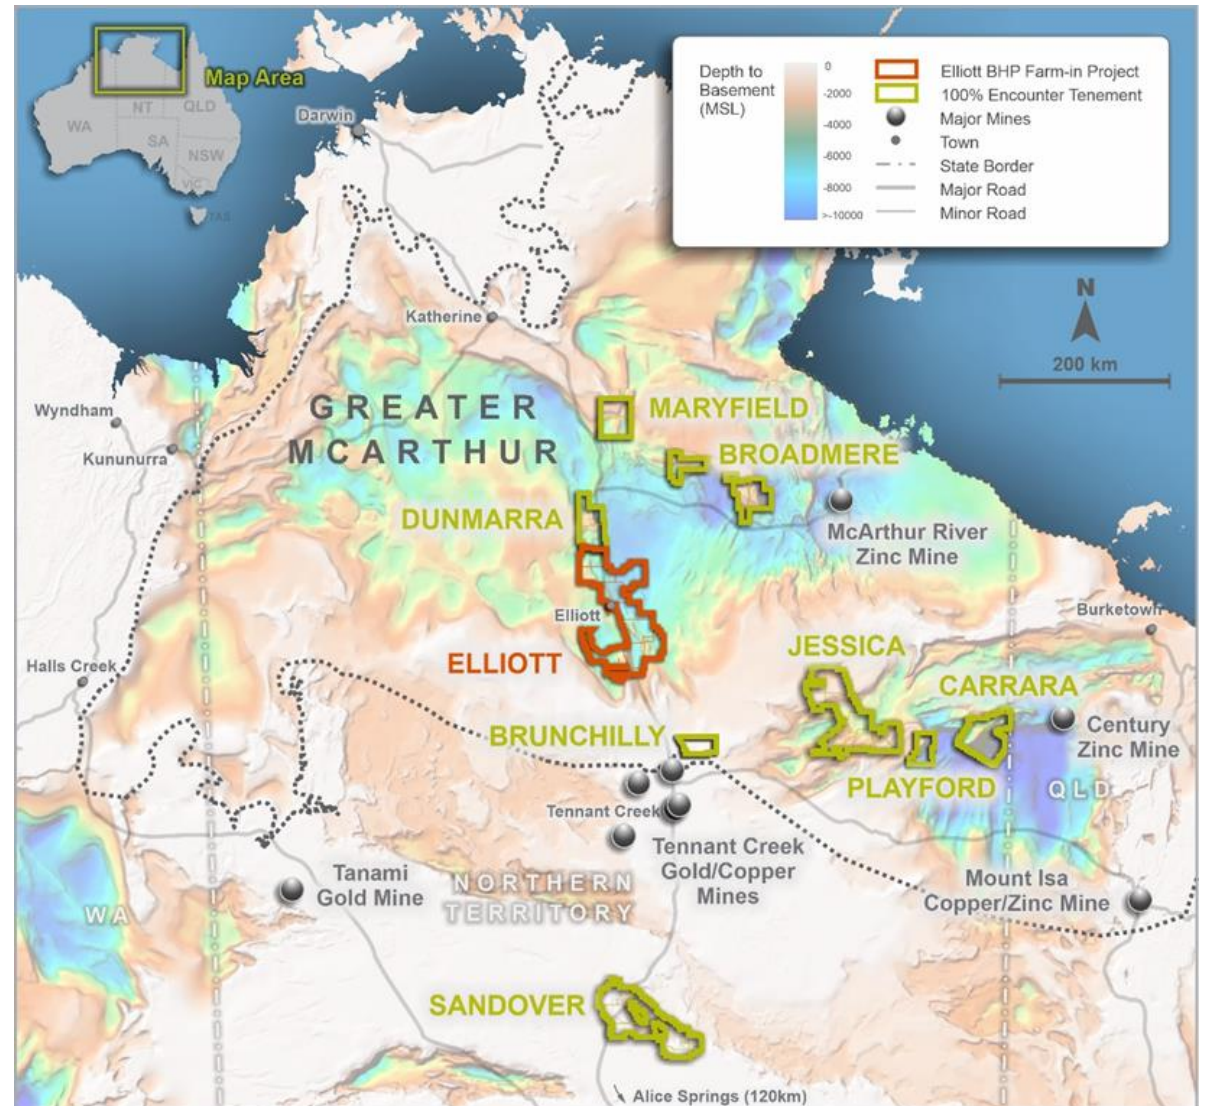 Map Area
NT
QLD
WA
SA
NSW
VIC
TAS
Depth to
Basement
(MSL)
0
-2000
-4000
-6000
-8000
>-10000
Elliott BHP Farm-in Project
100% Encounter Tenement
Major Mines
Town
State Border
Major Road
Minor Road
Darwin
N
200 km
Katherine
Wyndham
Kununurra
GREATER
MCARTHUR
MARYFIELD
BROADMERE
DUNMARRA
McArthur River
Zinc Mine
Elliott
Burketown
ELLIOTT
JESSICA
Halls Creek
CARRARA
BRUNCHILLY
Century
Zinc Mine
PLAYFORD
QLD
Tennant Creek
Tennant Creek
Gold/Copper
Mines
Tanami
Gold Mine
NORTHERN
TERRITORY
Mount Isa
Copper/Zinc Mine
WA
SANDOVER
Alice Springs (120km)